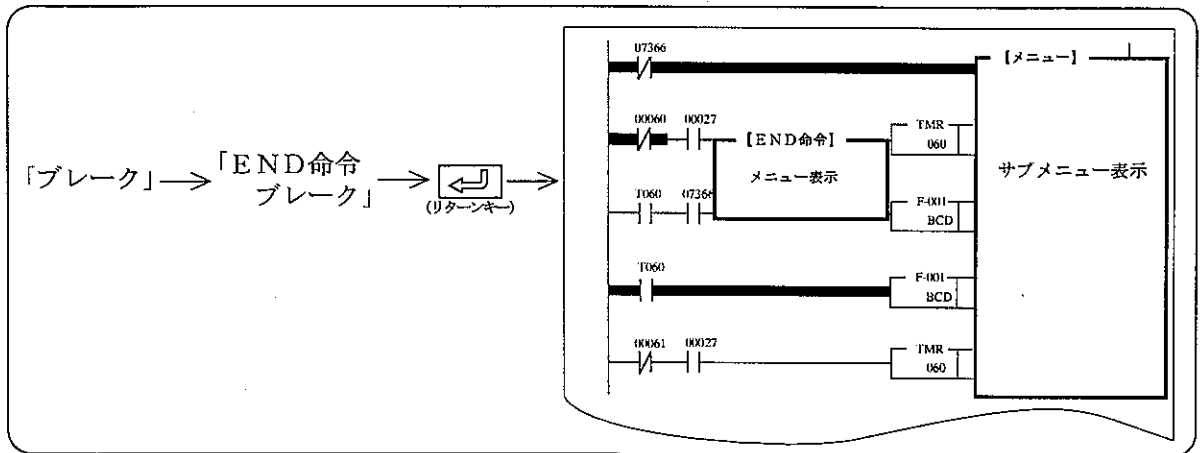 「ブレーク」→「END命令
ブレーク」→
(リターンキー)
→
07366
【メニュー】
サブメニュー表示
00060 00027
【END命令】
メニュー表示
TMR
060
T060 07366
F-001
BCD
T060
F-001
BCD
00061 00027
TMR
060